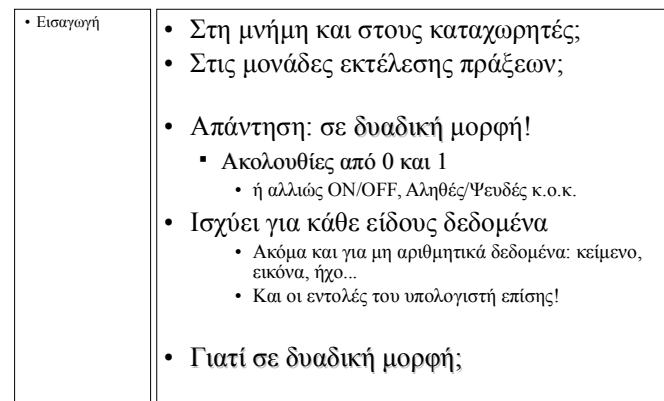 • Εισαγωγή
• Στη μνήμη και στους καταχωρητές;
• Στις μονάδες εκτέλεσης πράξεων;
• Απάντηση: σε δυαδική μορφή!
▪ Ακολουθίες από 0 και 1
• ή αλλιώς ON/OFF, Αληθές/Ψευδές κ.ο.κ.
• Ισχύει για κάθε είδους δεδομένα
• Ακόμα και για μη αριθμητικά δεδομένα: κείμενο,
εικόνα, ήχο...
• Και οι εντολές του υπολογιστή επίσης!
• Γιατί σε δυαδική μορφή;